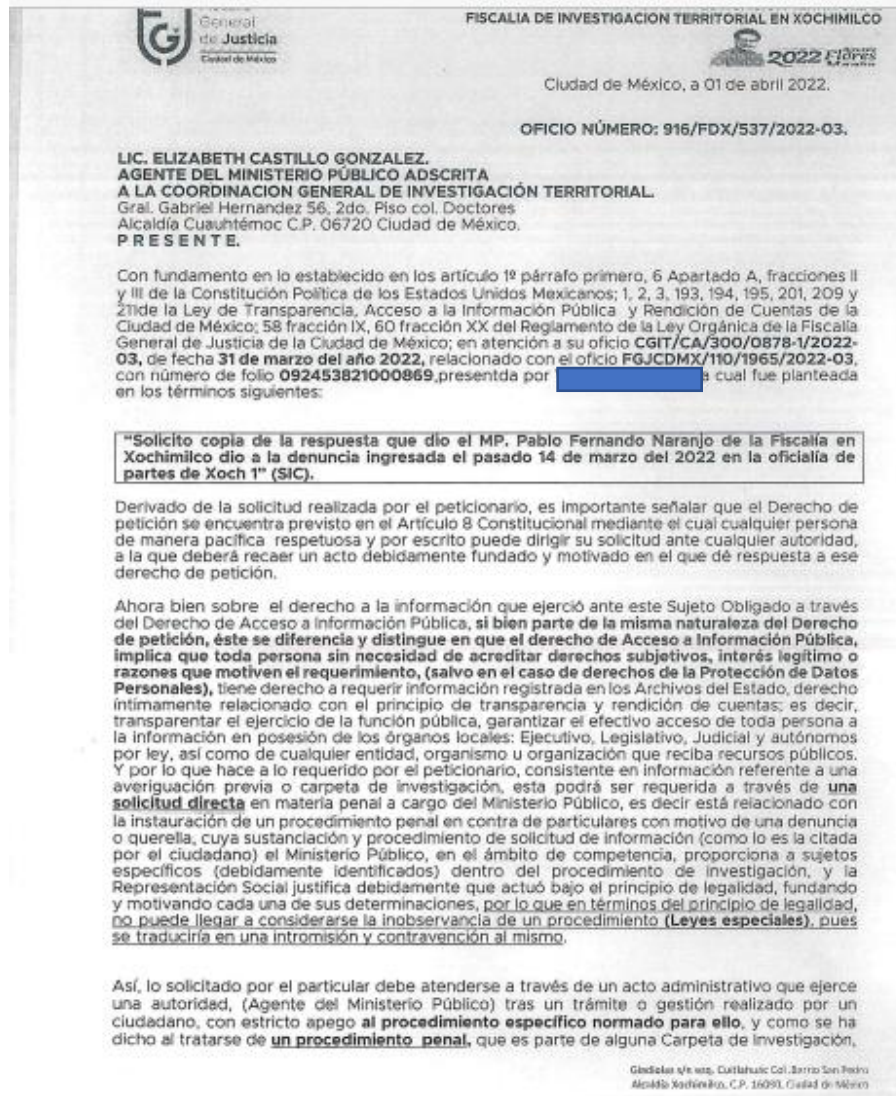 General
de Justicia
Ciudad de México
FISCALIA DE INVESTIGACION TERRITORIAL EN XOCHIMILCO
2022 Flores
Ciudad de México, a 01 de abril 2022.
OFICIO NÚMERO: 916/FDX/537/2022-03.
LIC. ELIZABETH CASTILLO GONZALEZ.
AGENTE DEL MINISTERIO PÚBLICO ADSCRITA
A LA COORDINACION GENERAL DE INVESTIGACIÓN TERRITORIAL.
Gral. Gabriel Hernandez 56, 2do. Piso col. Doctores
Alcaldía Cuauhtémoc C.P. 06720 Ciudad de México.
P R E S E N T E.
Con fundamento en lo establecido en los artículo 1º párrafo primero, 6 Apartado A, fracciones II
y III de la Constitución Política de los Estados Unidos Mexicanos; 1, 2, 3, 193, 194, 195, 201, 209 y
211de la Ley de Transparencia, Acceso a la Información Pública y Rendición de Cuentas de la
Ciudad de México; 58 fracción IX, 60 fracción XX del Reglamento de la Ley Orgánica de la Fiscalía
General de Justicia de la Ciudad de México; en atención a su oficio CGIT/CA/300/0878-1/2022-
03, de fecha 31 de marzo del año 2022, relacionado con el oficio FGJCDMX/110/1965/2022-03,
con número de folio 092453821000869,presentda por a cual fue planteada
en los términos siguientes:
"Solicito copia de la respuesta que dio el MP. Pablo Fernando Naranjo de la Fiscalía en
Xochimilco dio a la denuncia ingresada el pasado 14 de marzo del 2022 en la oficialía de
partes de Xoch 1" (SIC).
Derivado de la solicitud realizada por el peticionario, es importante señalar que el Derecho de
petición se encuentra previsto en el Artículo 8 Constitucional mediante el cual cualquier persona
de manera pacífica respetuosa y por escrito puede dirigir su solicitud ante cualquier autoridad,
a la que deberá recaer un acto debidamente fundado y motivado en el que dé respuesta a ese
derecho de petición.
Ahora bien sobre el derecho a la información que ejerció ante este Sujeto Obligado a través
del Derecho de Acceso a Información Pública, si bien parte de la misma naturaleza del Derecho
de petición, éste se diferencia y distingue en que el derecho de Acceso a Información Pública,
implica que toda persona sin necesidad de acreditar derechos subjetivos, interés legítimo o
razones que motiven el requerimiento, (salvo en el caso de derechos de la Protección de Datos
Personales), tiene derecho a requerir información registrada en los Archivos del Estado, derecho
íntimamente relacionado con el principio de transparencia y rendición de cuentas; es decir,
transparentar el ejercicio de la función pública, garantizar el efectivo acceso de toda persona a
la información en posesión de los órganos locales: Ejecutivo, Legislativo, Judicial y autónomos
por ley, así como de cualquier entidad, organismo u organización que reciba recursos públicos.
Y por lo que hace a lo requerido por el peticionario, consistente en información referente a una
averiguación previa o carpeta de investigación, esta podrá ser requerida a través de una
solicitud directa en materia penal a cargo del Ministerio Público, es decir está relacionado con
la instauración de un procedimiento penal en contra de particulares con motivo de una denuncia
o querella, cuya sustanciación y procedimiento de solicitud de información (como lo es la citada
por el ciudadano) el Ministerio Público, en el ámbito de competencia, proporciona a sujetos
específicos (debidamente identificados) dentro del procedimiento de investigación, y la
Representación Social justifica debidamente que actuó bajo el principio de legalidad, fundando
y motivando cada una de sus determinaciones, por lo que en términos del principio de legalidad,
no puede llegar a considerarse la inobservancia de un procedimiento (Leyes especiales), pues
se traduciría en una intromisión y contravención al mismo.
Así, lo solicitado por el particular debe atenderse a través de un acto administrativo que ejerce
una autoridad, (Agente del Ministerio Público) tras un trámite o gestión realizado por un
ciudadano, con estricto apego al procedimiento específico normado para ello, y como se ha
dicho al tratarse de un procedimiento penal, que es parte de alguna Carpeta de Investigación,
Gladiolas s/n esq. Cuitlahuac Col. Barrio San Pedro
Alcaldía Xochimilco, C.P. 16090, Ciudad de México